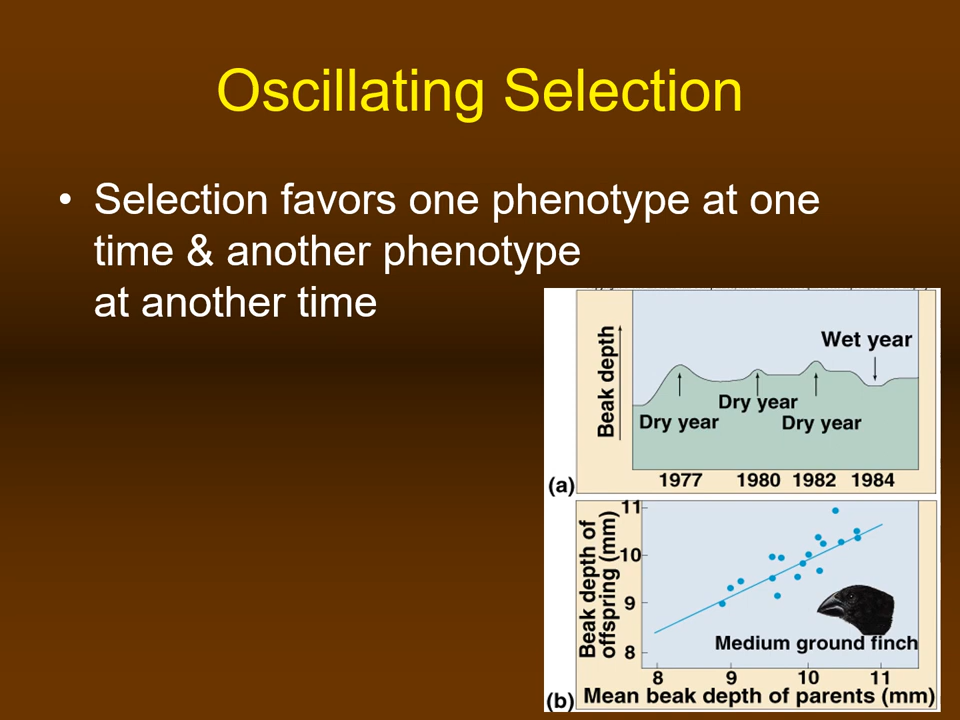 Oscillating Selection
• Selection favors one phenotype at one
time & another phenotype
at another time
Beak depth
Wet year
Dry year
Dry year
Dry year
1977 1980 1982 1984
(a)
Beak depth of
offspring (mm)
11
10
9
8
Medium ground finch
8 9 10 11
(b) Mean beak depth of parents (mm)